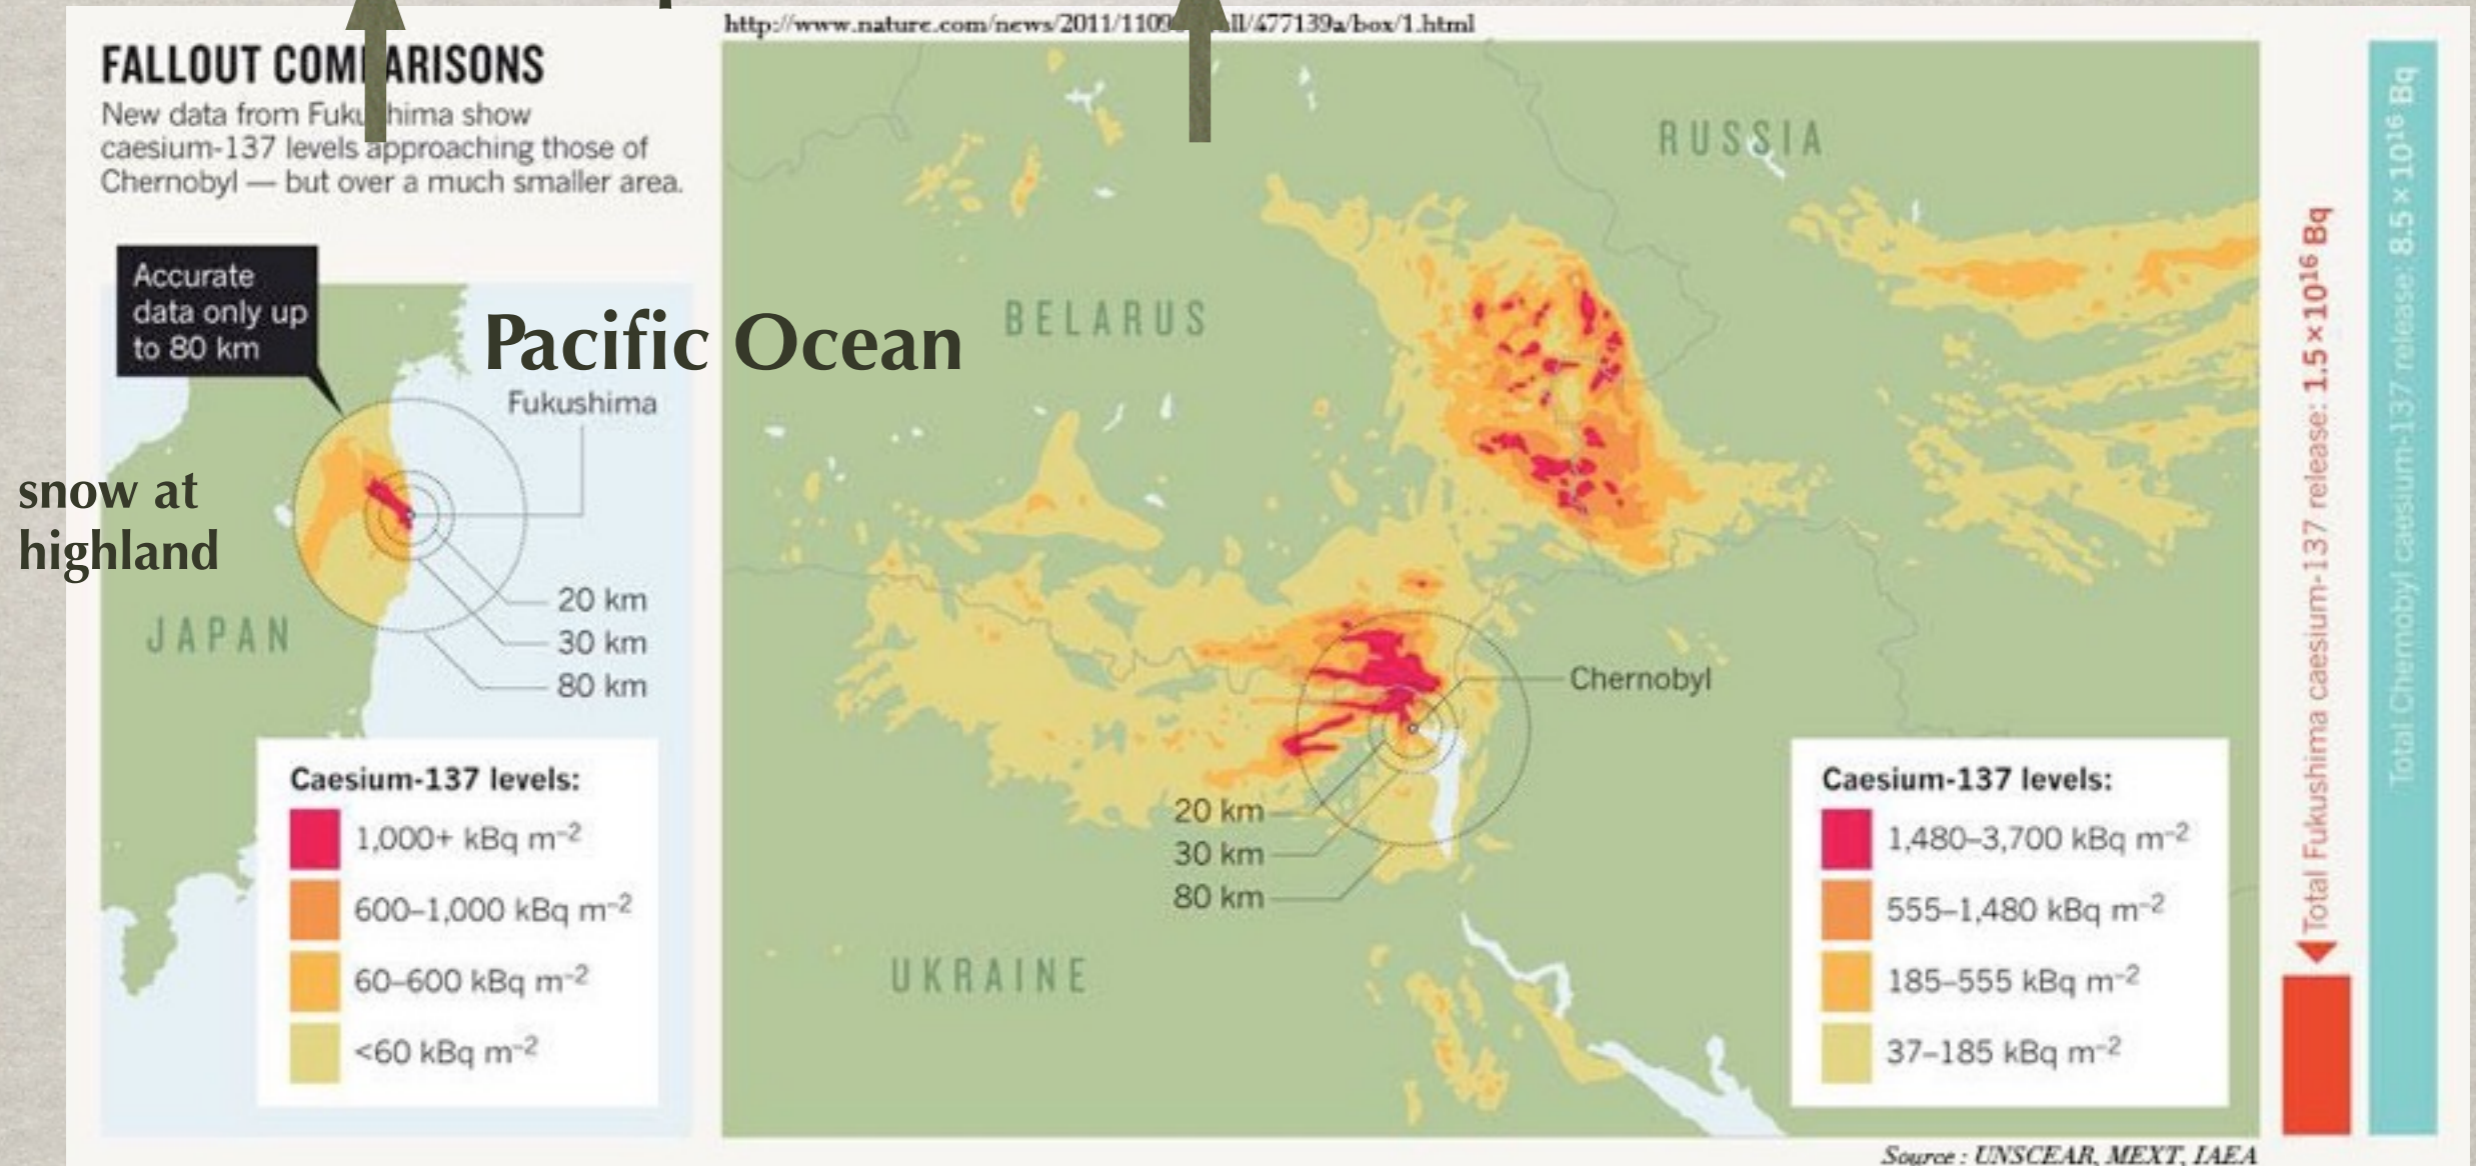 http://www.nature.com/news/2011/1109 ll/477139a/box/1.html
FALLOUT COMPARISONS
New data from Fukushima show
caesium-137 levels approaching those of
Chernobyl — but over a much smaller area.
Accurate
data only up
to 80 km
Pacific Ocean
Fukushima
snow at
highland
JAPAN
20 km
30 km
80 km
Caesium-137 levels:
1,000+ kBq m⁻²
600–1,000 kBq m⁻²
60–600 kBq m⁻²
<60 kBq m⁻²
RUSSIA
BELARUS
Chernobyl
20 km
30 km
80 km
UKRAINE
Caesium-137 levels:
1,480–3,700 kBq m⁻²
555–1,480 kBq m⁻²
185–555 kBq m⁻²
37–185 kBq m⁻²
Total Fukushima caesium-137 release: 1.5×10¹⁶ Bq
Total Chernobyl caesium-137 release: 8.5×10¹⁶ Bq
Source : UNSCEAR, MEXT, IAEA